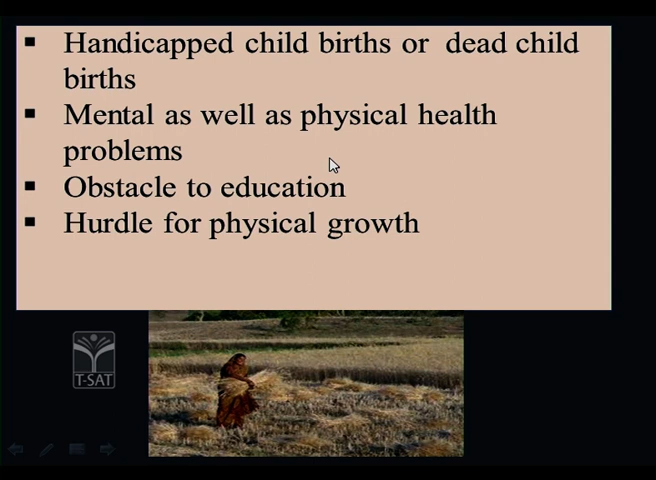 ▪ Handicapped child births or dead child
births
▪ Mental as well as physical health
problems
▪ Obstacle to education
▪ Hurdle for physical growth
T-SAT